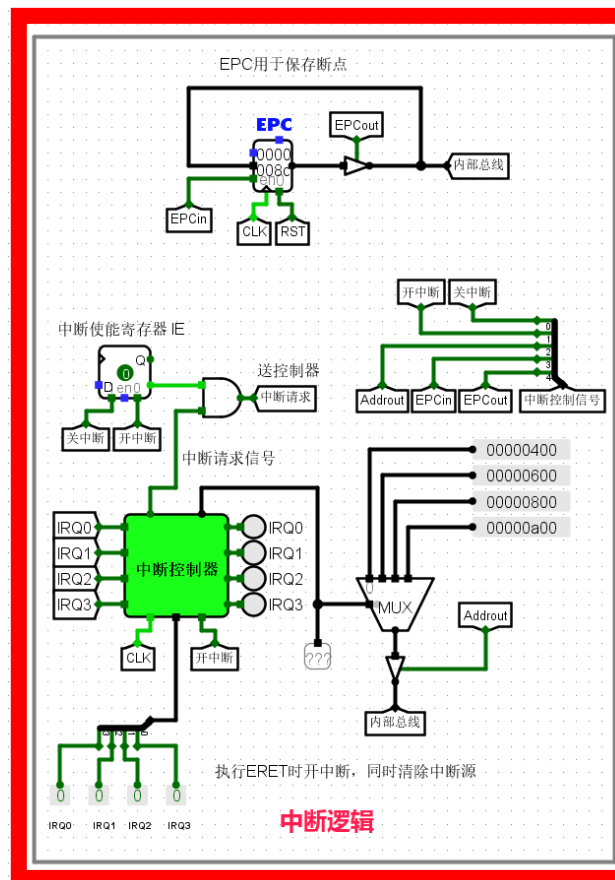 EPC用于保存断点
EPC
EPCout
0000
008c
en0
内部总线
EPCin
CLK
RST
开中断
关中断
中断使能寄存器 IE
0
Q
D
en0
0
1
2
3
4
送控制器
中断请求
Addrout
EPCin
EPCout
中断控制信号
关中断
开中断
中断请求信号
00000400
00000600
00000800
00000a00
IRQ0
IRQ1
IRQ2
IRQ3
中断控制器
IRQ0
IRQ1
IRQ2
IRQ3
0
MUX
Addrout
CLK
开中断
???
内部总线
执行ERET时开中断，同时清除中断源
0
0
0
0
IRQ0
IRQ1
IRQ2
IRQ3
中断逻辑